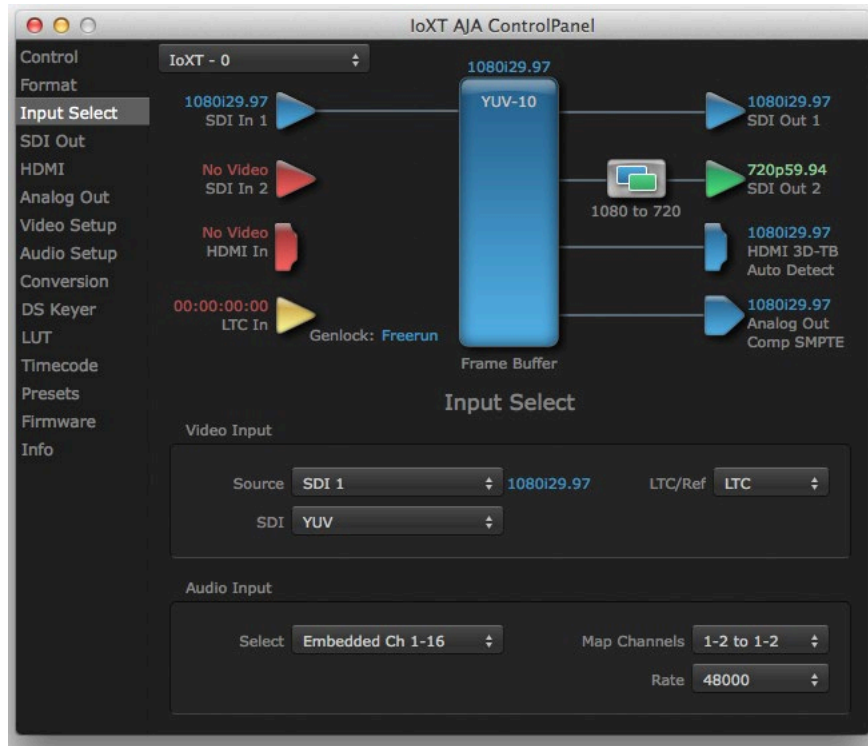 IoXT AJA ControlPanel
Control
Format
Input Select
SDI Out
HDMI
Analog Out
Video Setup
Audio Setup
Conversion
DS Keyer
LUT
Timecode
Presets
Firmware
Info
IoXT - 0
1080i29.97
SDI In 1
No Video
SDI In 2
No Video
HDMI In
00:00:00:00
LTC In
Genlock: Freerun
1080i29.97
YUV-10
Frame Buffer
1080i29.97
SDI Out 1
1080 to 720
720p59.94
SDI Out 2
1080i29.97
HDMI 3D-TB
Auto Detect
1080i29.97
Analog Out
Comp SMPTE
Input Select
Video Input
Source SDI 1 1080i29.97 LTC/Ref LTC
SDI YUV
Audio Input
Select Embedded Ch 1-16 Map Channels 1-2 to 1-2
Rate 48000